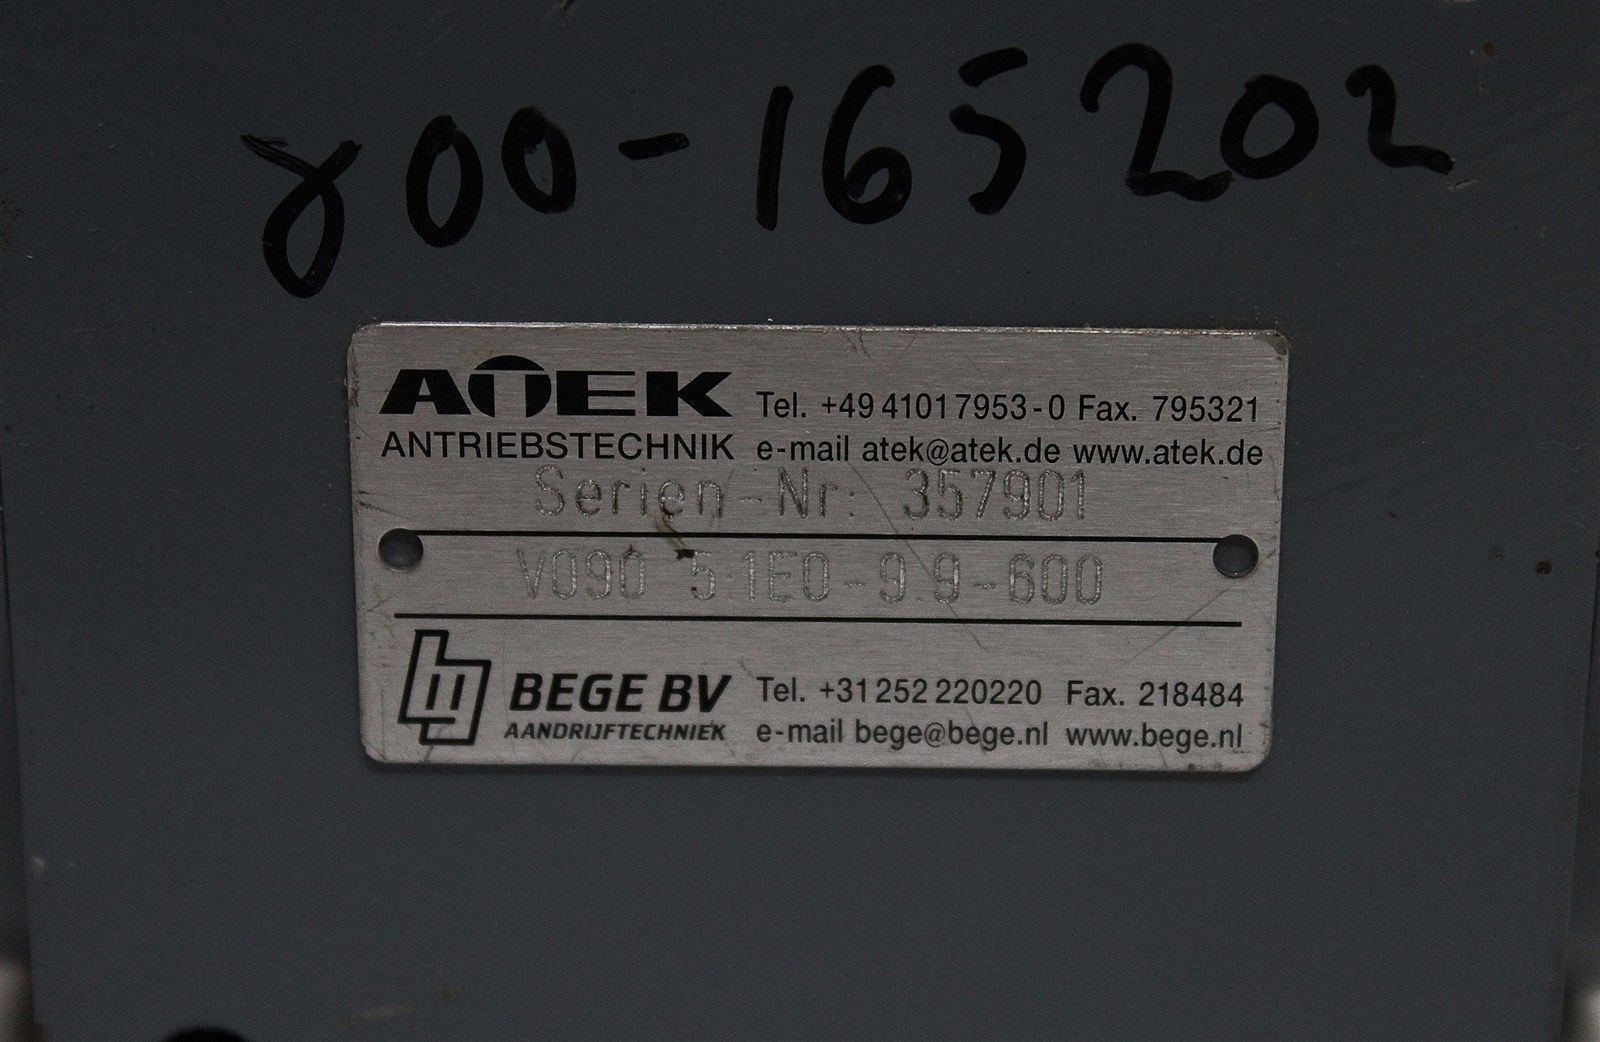 800-165202
ATEK Tel. +49 41017953-0 Fax. 795321
ANTRIEBSTECHNIK e-mail atek@atek.de www.atek.de
Serien-Nr: 357901
V090 5:1E0-9.9-600
BEGE BV Tel. +31 252 220220 Fax. 218484
AANDRIJFTECHNIEK e-mail bege@bege.nl www.bege.nl